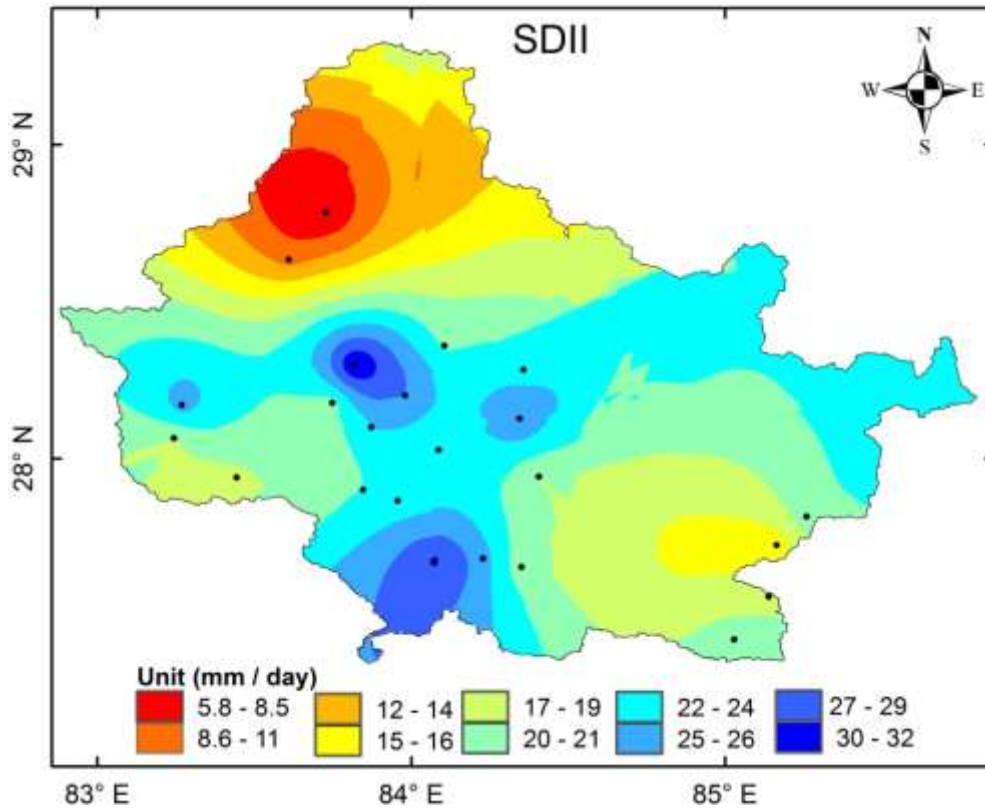 SDII
N
W E
S
29° N
28° N
Unit (mm / day)
5.8 - 8.5 12 - 14 17 - 19 22 - 24 27 - 29
8.6 - 11 15 - 16 20 - 21 25 - 26 30 - 32
83° E 84° E 85° E